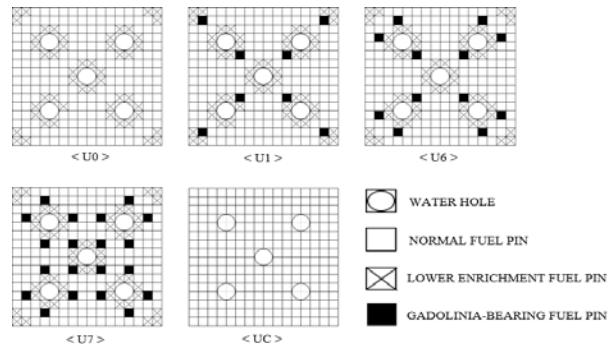 < U0 >
< U1 >
< U6 >
< U7 >
< UC >
WATER HOLE
NORMAL FUEL PIN
LOWER ENRICHMENT FUEL PIN
GADOLINIA-BEARING FUEL PIN